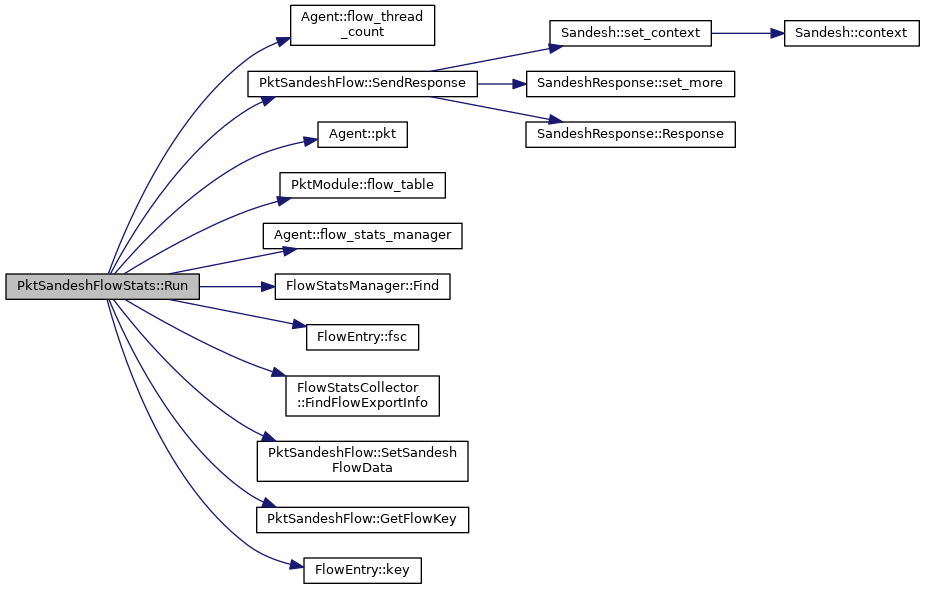 PktSandeshFlowStats::Run
Agent::flow_thread
_count
PktSandeshFlow::SendResponse
Sandesh::set_context
Sandesh::context
SandeshResponse::set_more
SandeshResponse::Response
Agent::pkt
PktModule::flow_table
Agent::flow_stats_manager
FlowStatsManager::Find
FlowEntry::fsc
FlowStatsCollector
::FindFlowExportInfo
PktSandeshFlow::SetSandesh
FlowData
PktSandeshFlow::GetFlowKey
FlowEntry::key